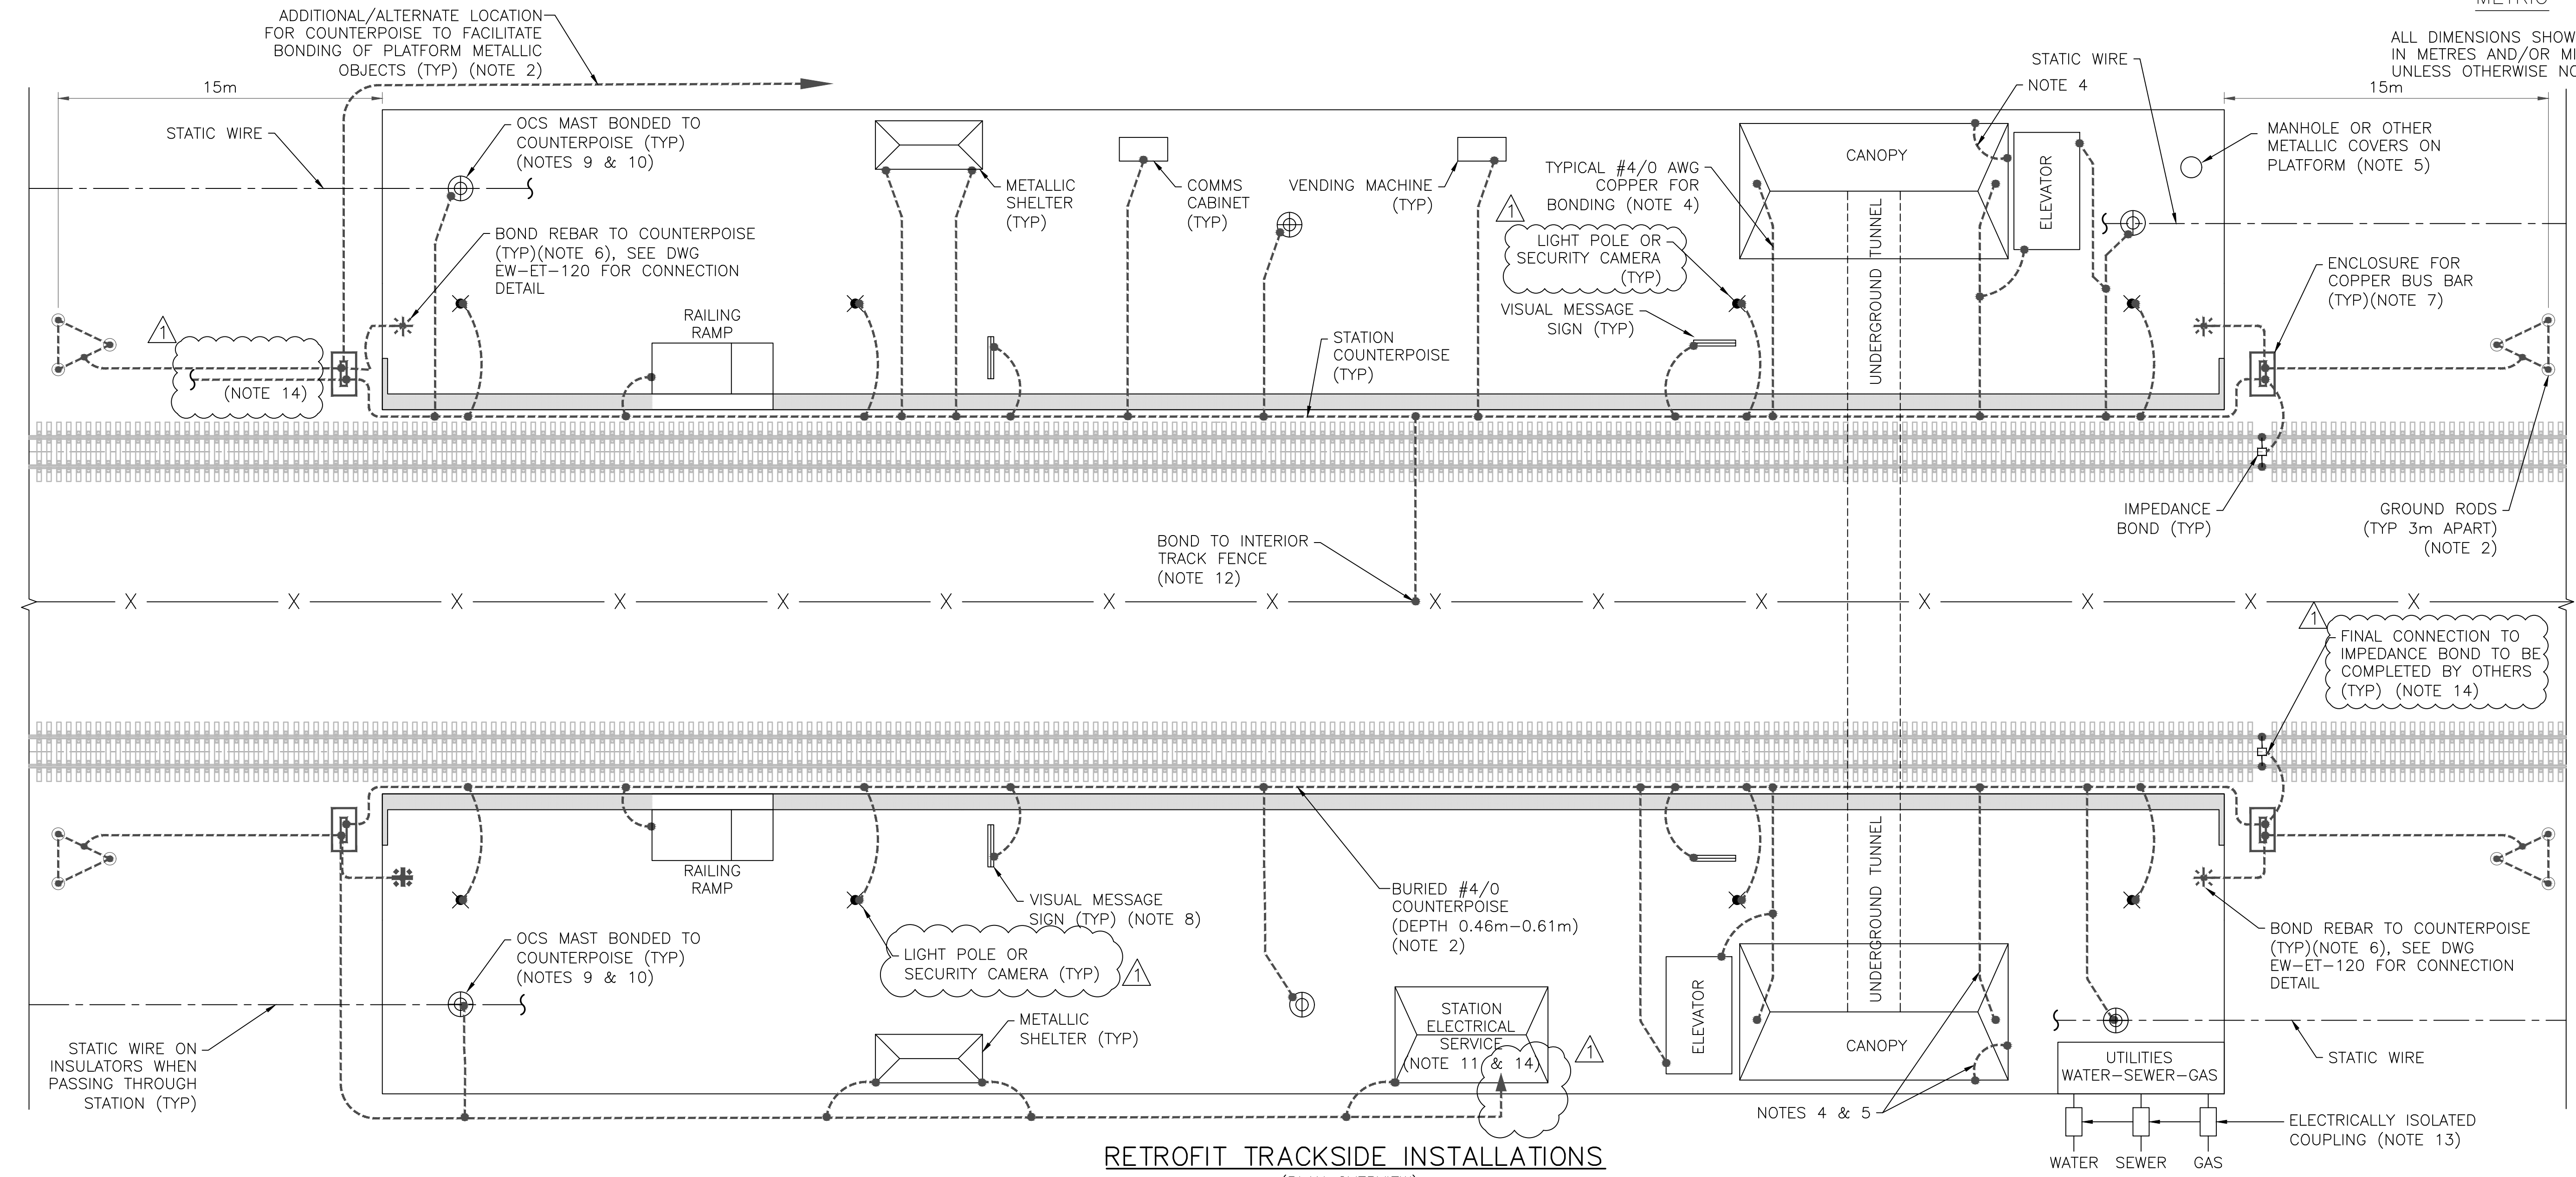 METRIC
ALL DIMENSIONS SHOW
IN METRES AND/OR MI
UNLESS OTHERWISE NO
ADDITIONAL/ALTERNATE LOCATION
FOR COUNTERPOISE TO FACILITATE
BONDING OF PLATFORM METALLIC
OBJECTS (TYP) (NOTE 2)
15m
STATIC WIRE
OCS MAST BONDED TO
COUNTERPOISE (TYP)
(NOTES 9 & 10)
BOND REBAR TO COUNTERPOISE
(TYP)(NOTE 6), SEE DWG
EW-ET-120 FOR CONNECTION
DETAIL
1
(NOTE 14)
RAILING
RAMP
METALLIC
SHELTER
(TYP)
COMMS
CABINET
(TYP)
VENDING MACHINE
(TYP)
STATION
COUNTERPOISE
(TYP)
TYPICAL #4/0 AWG
COPPER FOR
BONDING (NOTE 4)
1
LIGHT POLE OR
SECURITY CAMERA
(TYP)
VISUAL MESSAGE
SIGN (TYP)
CANOPY
UNDERGROUND TUNNEL
ELEVATOR
STATIC WIRE
NOTE 4
15m
MANHOLE OR OTHER
METALLIC COVERS ON
PLATFORM (NOTE 5)
ENCLOSURE FOR
COPPER BUS BAR
(TYP)(NOTE 7)
IMPEDANCE
BOND (TYP)
GROUND RODS
(TYP 3m APART)
(NOTE 2)
BOND TO INTERIOR
TRACK FENCE
(NOTE 12)
X X X X X X X X X X X X X X X
1
FINAL CONNECTION TO
IMPEDANCE BOND TO BE
COMPLETED BY OTHERS
(TYP) (NOTE 14)
RAILING
RAMP
OCS MAST BONDED TO
COUNTERPOISE (TYP)
(NOTES 9 & 10)
STATIC WIRE ON
INSULATORS WHEN
PASSING THROUGH
STATION (TYP)
VISUAL MESSAGE
SIGN (TYP) (NOTE 8)
LIGHT POLE OR
SECURITY CAMERA (TYP)
1
METALLIC
SHELTER (TYP)
BURIED #4/0
COUNTERPOISE
(DEPTH 0.46m-0.61m)
(NOTE 2)
STATION
ELECTRICAL
SERVICE
(NOTE 11 & 14)
1
ELEVATOR
UNDERGROUND TUNNEL
CANOPY
NOTES 4 & 5
BOND REBAR TO COUNTERPOISE
(TYP)(NOTE 6), SEE DWG
EW-ET-120 FOR CONNECTION
DETAIL
STATIC WIRE
UTILITIES
WATER-SEWER-GAS
ELECTRICALLY ISOLATED
COUPLING (NOTE 13)
WATER SEWER GAS
RETROFIT TRACKSIDE INSTALLATIONS